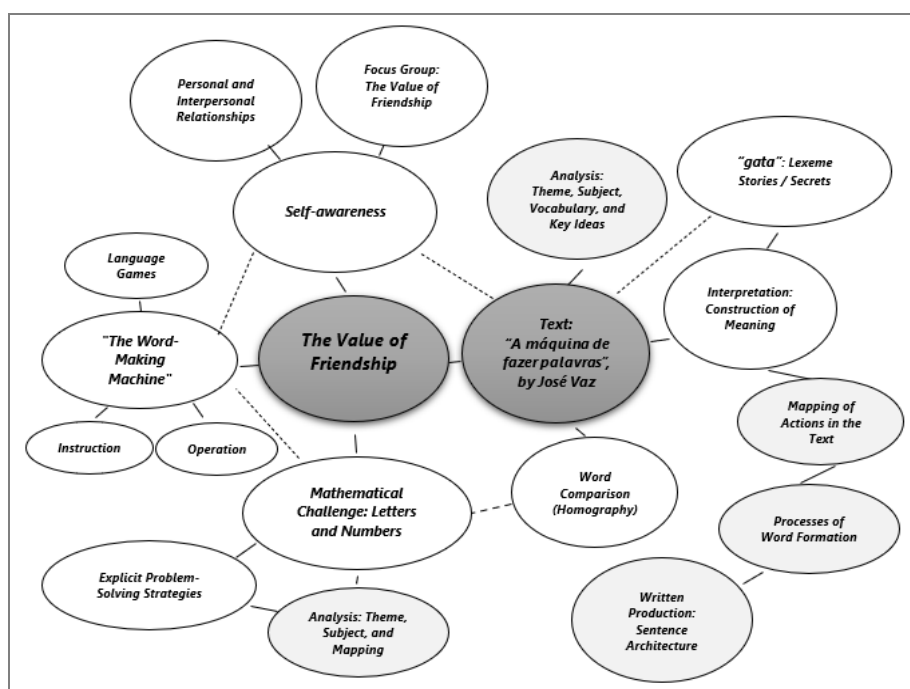 Personal and
Interpersonal
Relationships
Focus Group:
The Value of
Friendship
Self-awareness
Analysis:
Theme, Subject,
Vocabulary, and
Key Ideas
"gata": Lexeme
Stories / Secrets
Language
Games
"The Word-
Making
Machine"
The Value of
Friendship
Text:
"A máquina de
fazer palavras",
by José Vaz
Interpretation:
Construction of
Meaning
Instruction
Operation
Mapping of
Actions in the
Text
Mathematical
Challenge: Letters
and Numbers
Word
Comparison
(Homography)
Processes of
Word Formation
Explicit Problem-
Solving Strategies
Analysis: Theme,
Subject, and
Mapping
Written
Production:
Sentence
Architecture